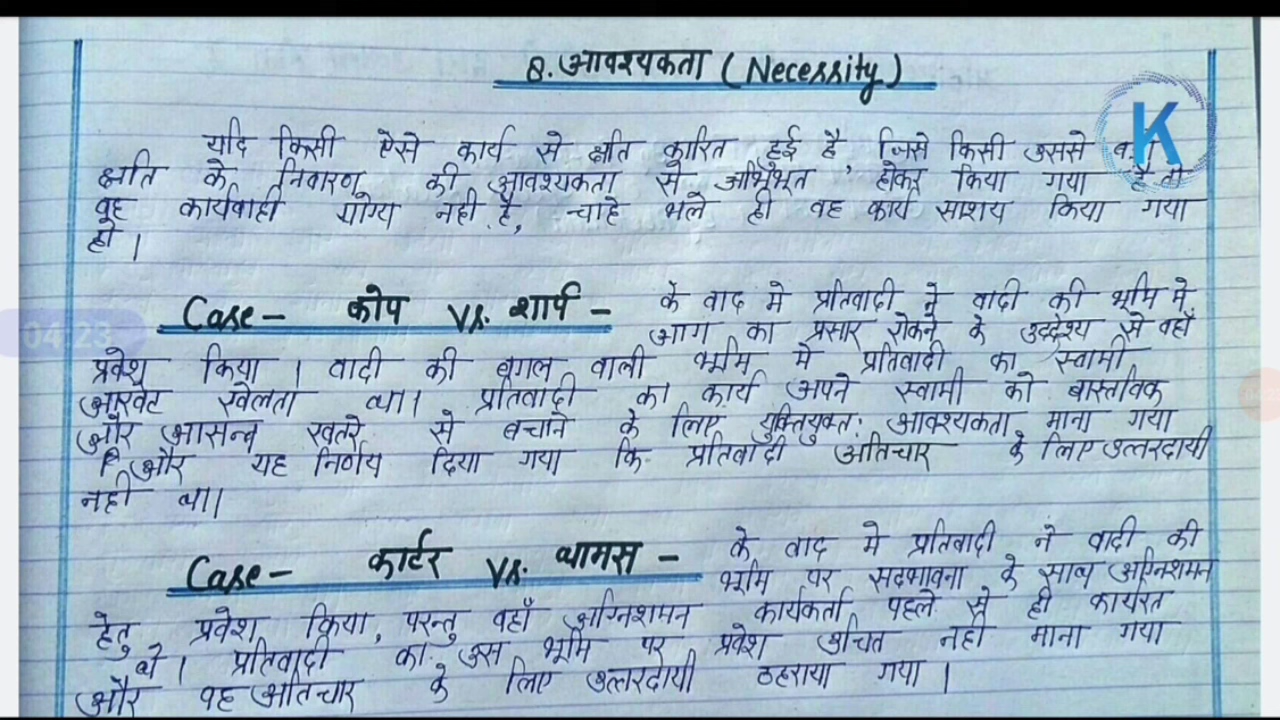 8. आवश्यकता (Necessity)
K
यदि किसी ऐसे कार्य से क्षति कारित हुई है, जिसे किसी उससे
क्षति के निवारण की आवश्यकता से अभिभूत होकर किया गया है तो
वह कार्यवाही योग्य नही है, चाहे भले ही वह कार्य साशय किया गया
हो।
Case - कोप Vs. शार्प - के वाद मे प्रतिवादी ने वादी की भूमि मे
आग का प्रसार रोकने के उद्देश्य से वहाँ
प्रवेश किया। वादी की बगल वाली भूमि मे प्रतिवादी का स्वामी
आखेट खेलता था। प्रतिवादी का कार्य अपने स्वामी को वास्तविक
और आसन्न खतरे से बचाने के लिए युक्तियुक्त: आवश्यकता माना गया
और यह निर्णय दिया गया कि प्रतिवादी अतिचार के लिए उत्तरदायी
नही था।
04:23
Case - कार्टर Vs. थामस - के वाद मे प्रतिवादी ने वादी की
भूमि पर सदभावना के साथ अग्निशमन
हेतु प्रवेश किया, परन्तु वहाँ अग्निशमन कार्यकर्ता पहले से ही कार्यरत
थे। प्रतिवादी का उस भूमि पर प्रवेश उचित नही माना गया
और वह अतिचार के लिए उत्तरदायी ठहराया गया।